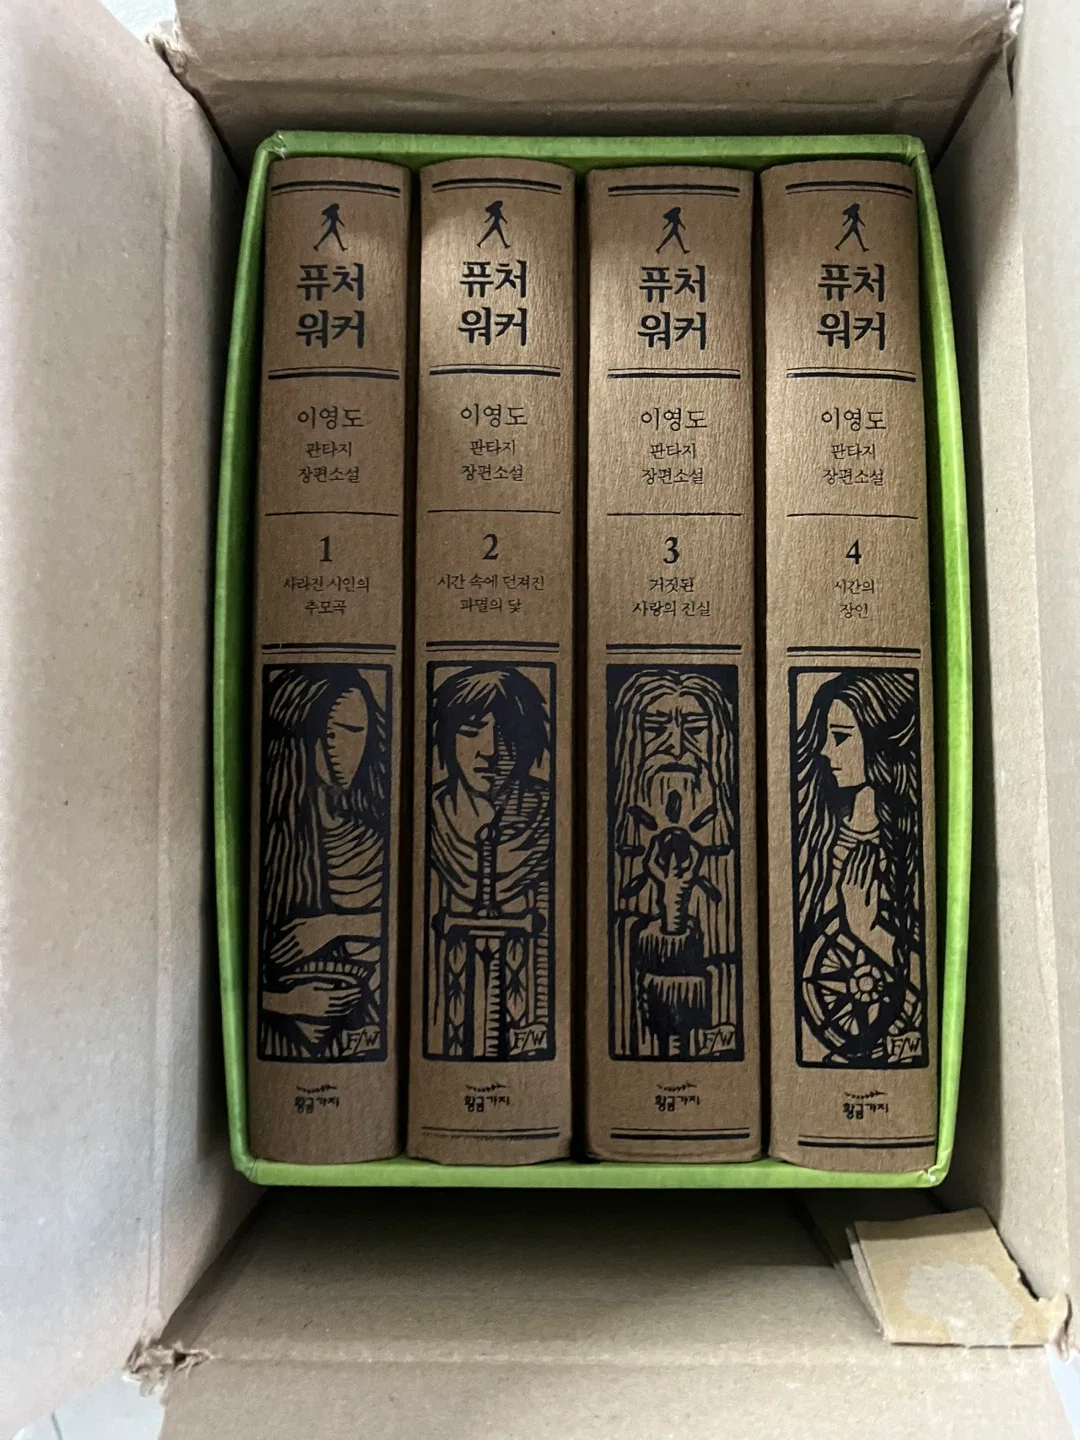 퓨처
워커
이영도
판타지
장편소설
1
사라진 시인의
추모곡
F/W
황금가지
퓨처
워커
이영도
판타지
장편소설
2
시간 속에 던져진
파멸의 닻
F/W
황금가지
퓨처
워커
이영도
판타지
장편소설
3
거짓된
사랑의 진실
F/W
황금가지
퓨처
워커
이영도
판타지
장편소설
4
시간의
장인
F/W
황금가지